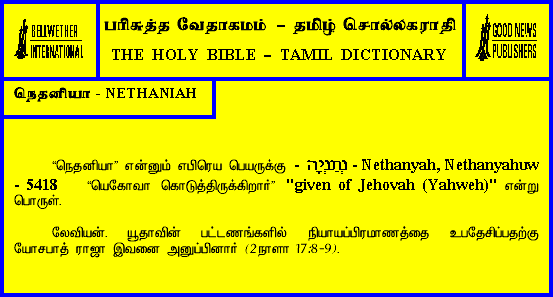 BELLWETHER
INTERNATIONAL
பரிசுத்த வேதாகமம் – தமிழ் சொல்லகராதி
THE HOLY BIBLE – TAMIL DICTIONARY
GOOD NEWS
PUBLISHERS
நெதனியா - NETHANIAH
“நெதனியா” என்னும் எபிரெய பெயருக்கு - נְתַנְיָה - Nethanyah, Nethanyahuw
- 5418 “யெகோவா கொடுத்திருக்கிறார்” "given of Jehovah (Yahweh)" என்று
பொருள்.
லேவியன். யூதாவின் பட்டணங்களில் நியாயப்பிரமாணத்தை உபதேசிப்பதற்கு
யோசபாத் ராஜா இவனை அனுப்பினார் (2நாளா 17:8-9).